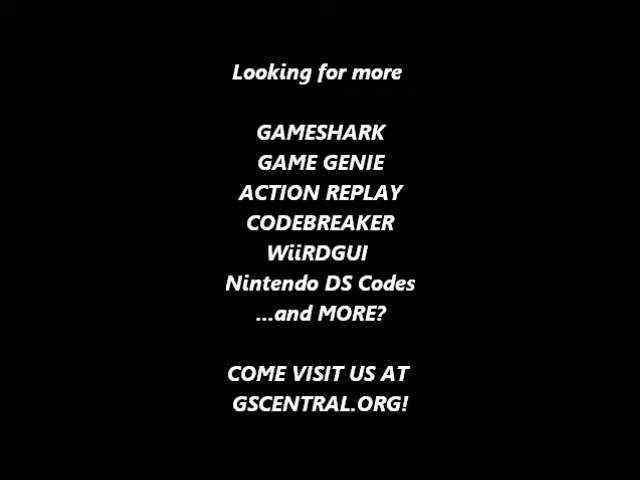 Looking for more
GAMESHARK
GAME GENIE
ACTION REPLAY
CODEBREAKER
WiiRDGUI
Nintendo DS Codes
...and MORE?
COME VISIT US AT
GSCENTRAL.ORG!